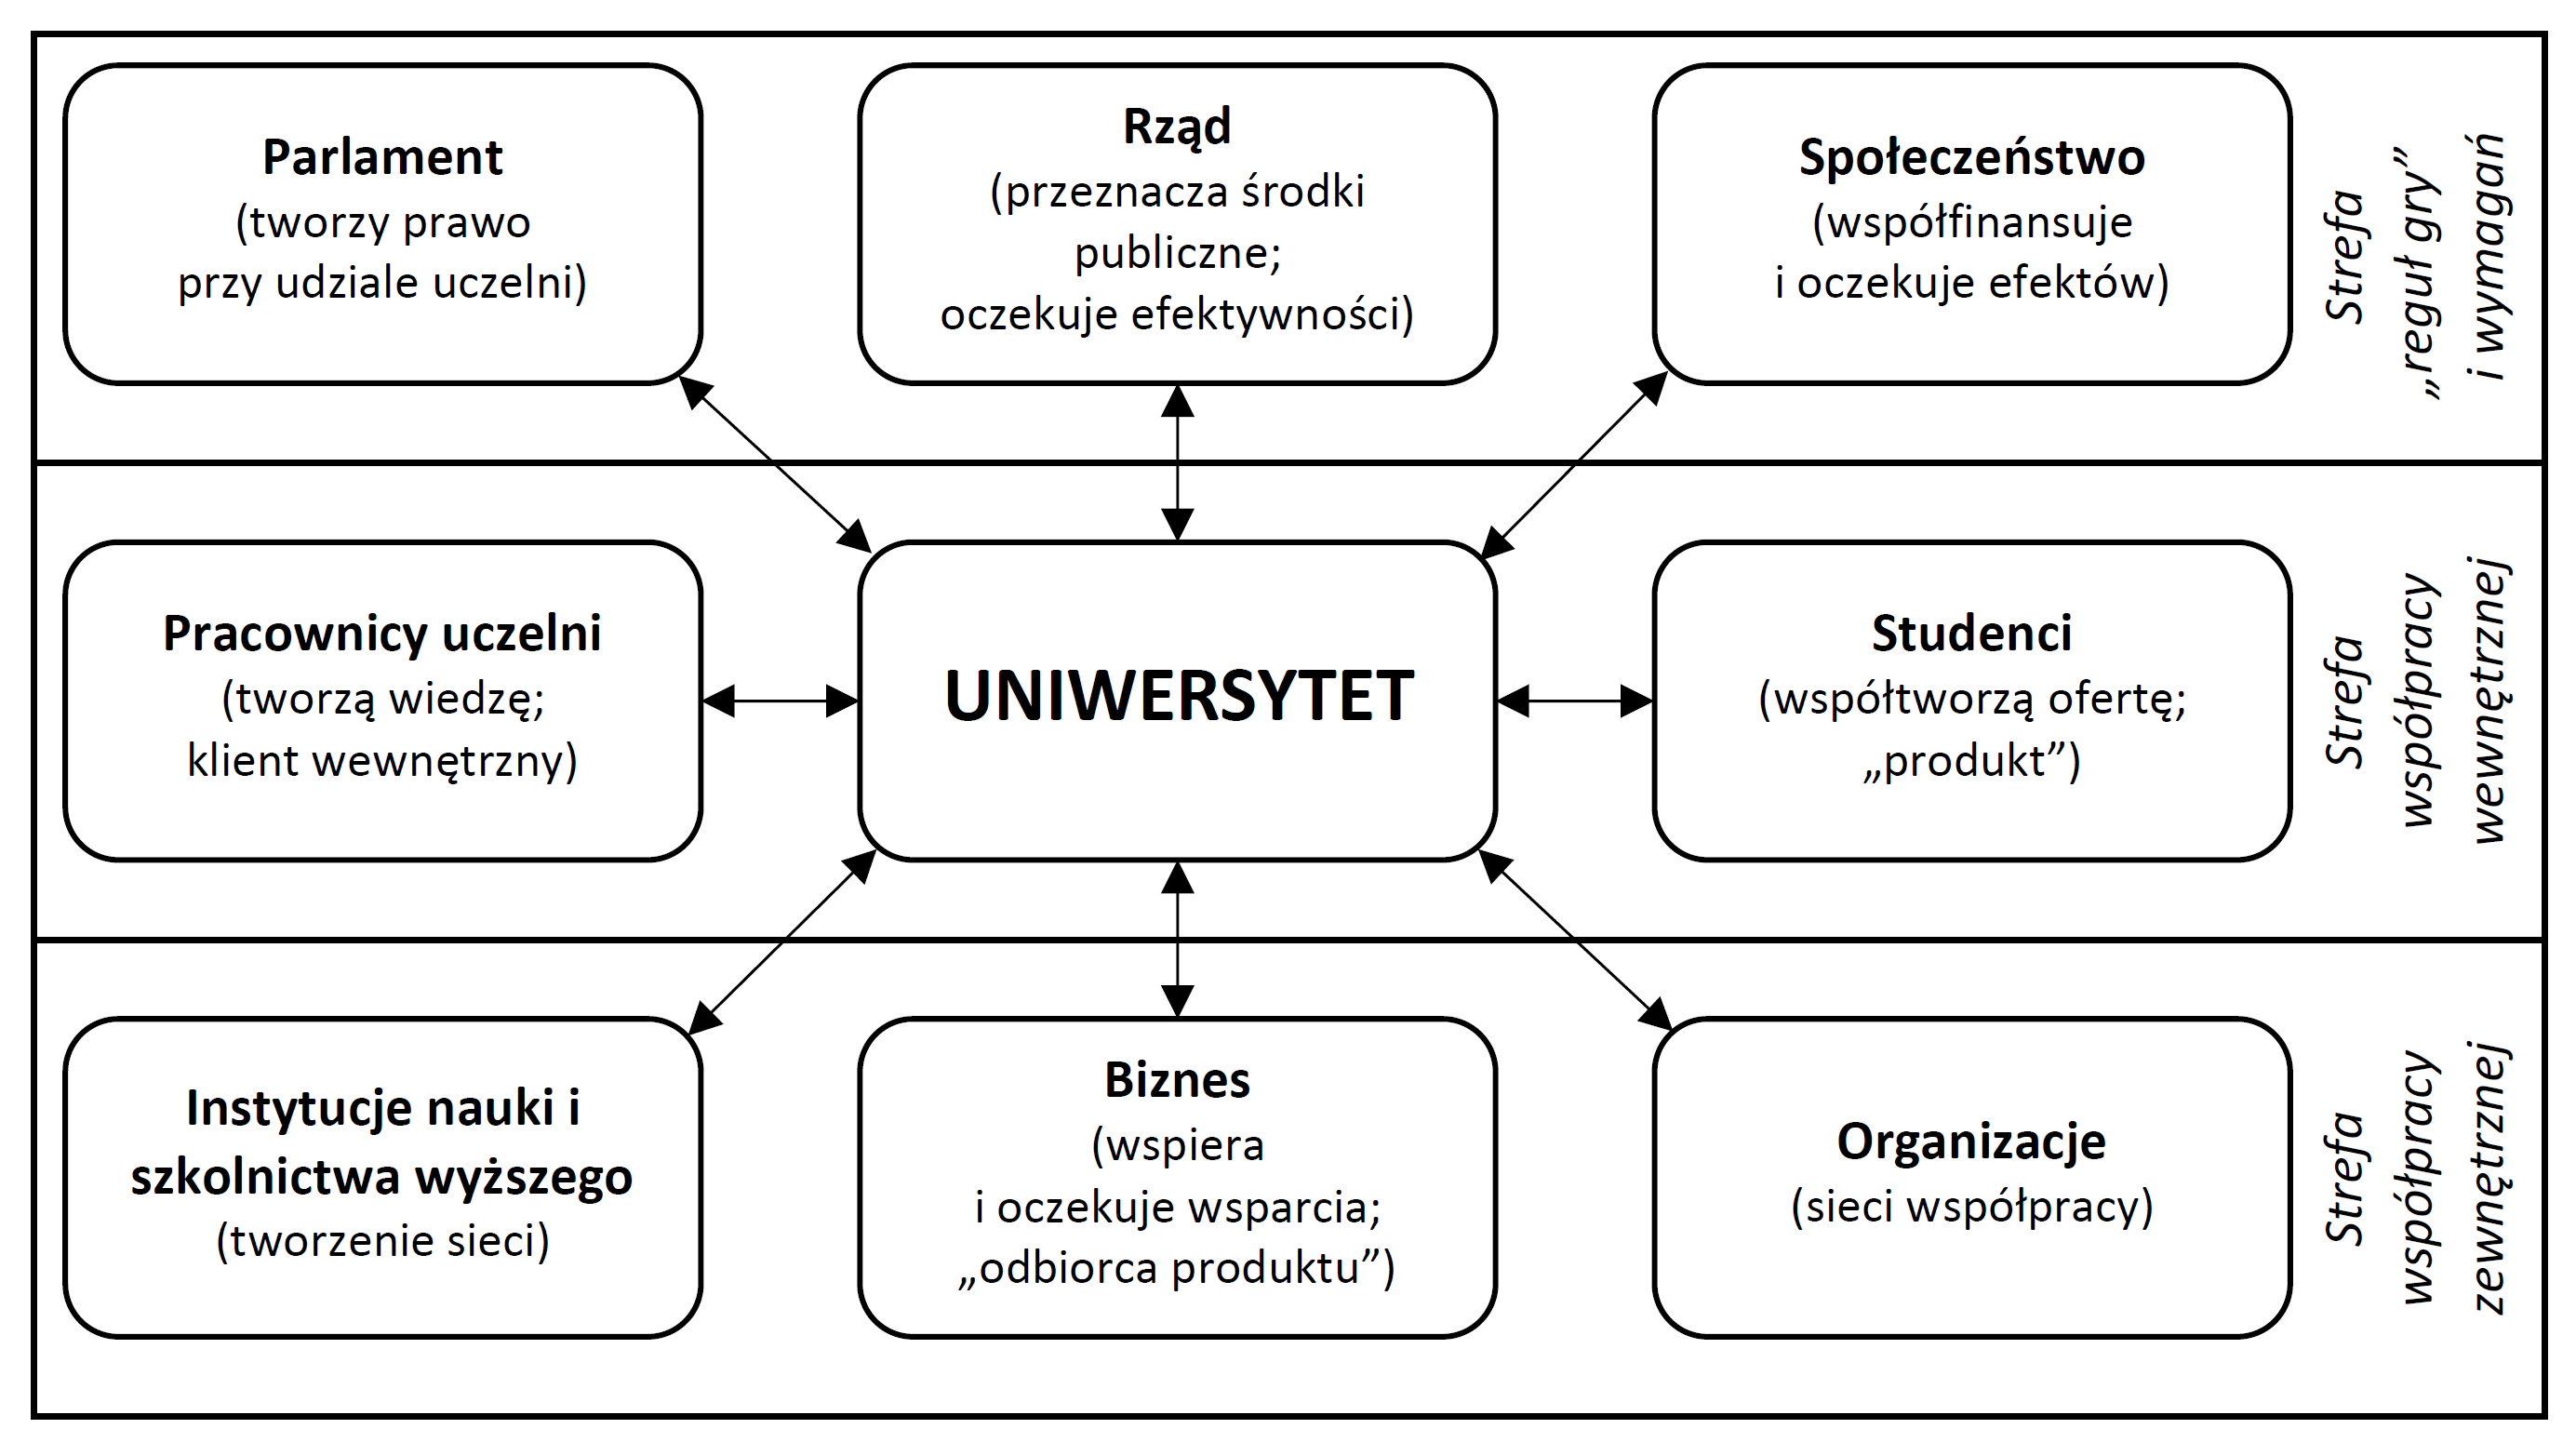 Parlament
(tworzy prawo
przy udziale uczelni)
Rząd
(przeznacza środki
publiczne;
oczekuje efektywności)
Społeczeństwo
(współfinansuje
i oczekuje efektów)
Strefa
„reguł gry”
i wymagań
Pracownicy uczelni
(tworzą wiedzę;
klient wewnętrzny)
UNIWERSYTET
Studenci
(współtworzą ofertę;
„produkt”)
Strefa
współpracy
wewnętrznej
Instytucje nauki i
szkolnictwa wyższego
(tworzenie sieci)
Biznes
(wspiera
i oczekuje wsparcia;
„odbiorca produktu”)
Organizacje
(sieci współpracy)
Strefa
współpracy
zewnętrznej